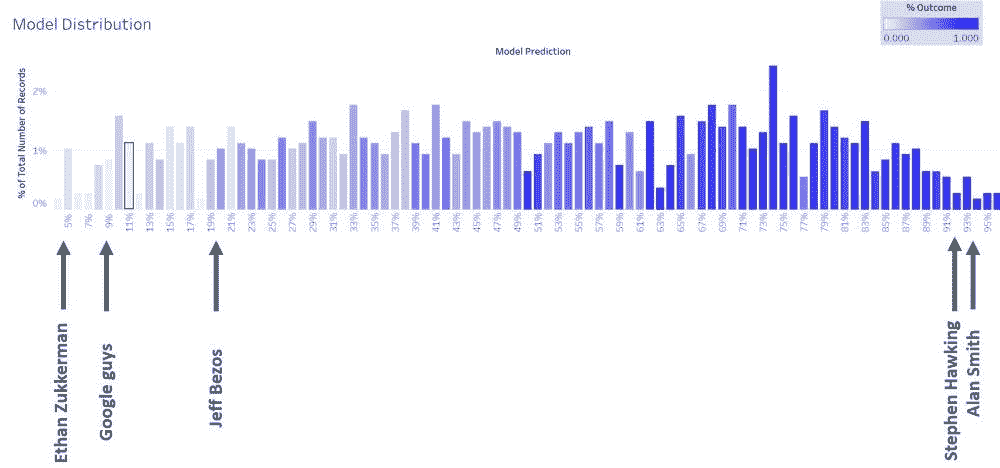 Model Distribution
% Outcome
0.000 1.000
Model Prediction
% of Total Number of Records
2%
1%
0%
5% 7% 9% 11% 13% 15% 17% 19% 21% 23% 25% 27% 29% 31% 33% 35% 37% 39% 41% 43% 45% 47% 49% 51% 53% 55% 57% 59% 61% 63% 65% 67% 69% 71% 73% 75% 77% 79% 81% 83% 85% 87% 89% 91% 93% 95%
Ethan Zukkerman
Google guys
Jeff Bezos
Stephen Hawking
Alan Smith